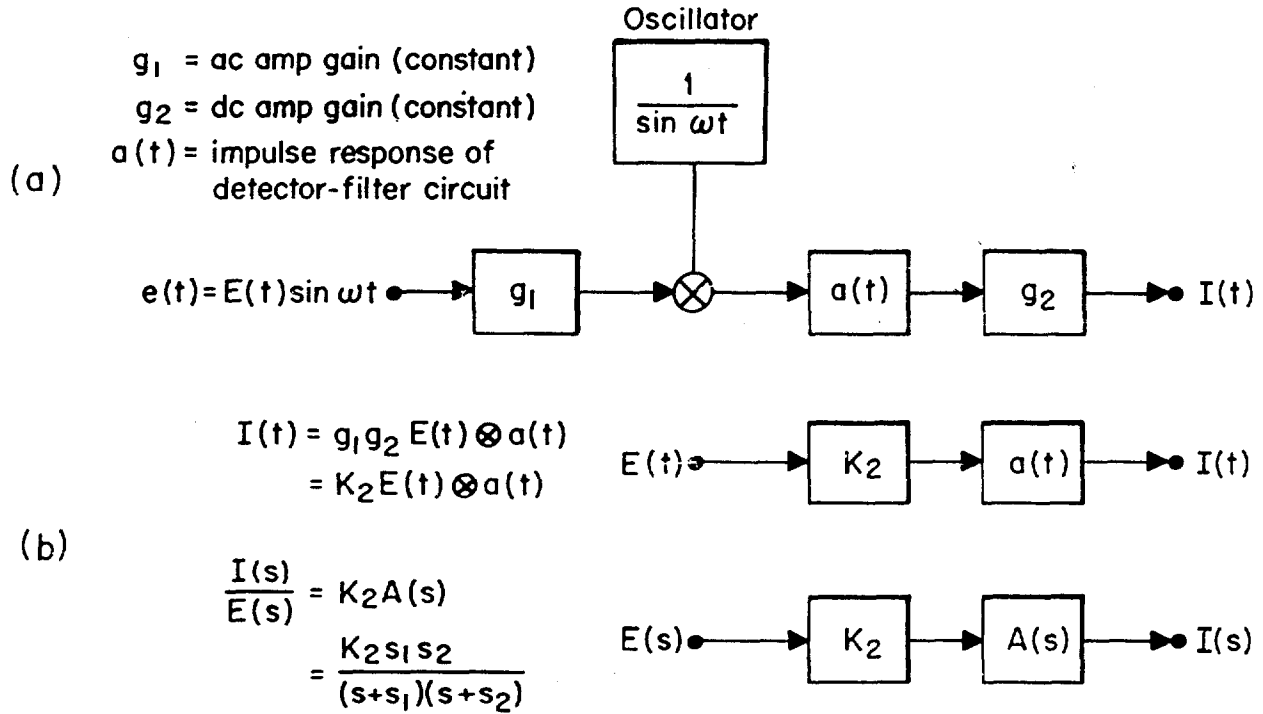 Oscillator
1
sin ωt
g₁ = ac amp gain (constant)
g₂ = dc amp gain (constant)
a(t) = impulse response of
detector-filter circuit
(a)
e(t)=E(t)sin ωt
g₁
⊗
a(t)
g₂
I(t)
I(t) = g₁g₂ E(t)⊗a(t)
= K₂E(t)⊗a(t)
E(t)
K₂
a(t)
I(t)
(b)
I(s)
E(s)
= K₂A(s)
= K₂s₁s₂
(s+s₁)(s+s₂)
E(s)
K₂
A(s)
I(s)